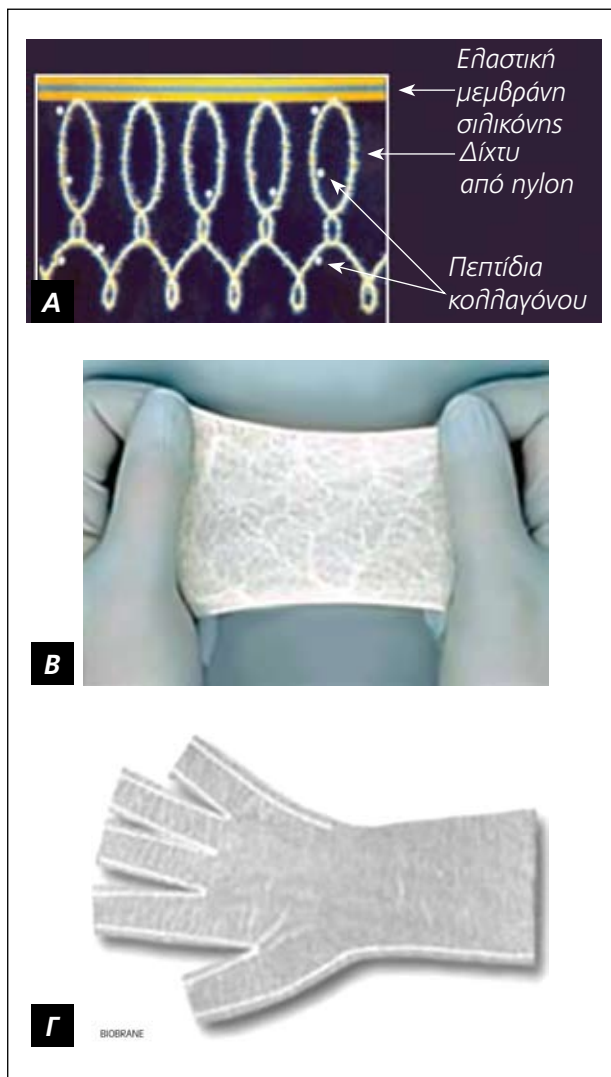 Ελαστική
μεμβράνη
σιλικόνης
Δίχτυ
από nylon
Πεπτίδια
κολλαγόνου
Α
Β
Γ
BIOBRANE